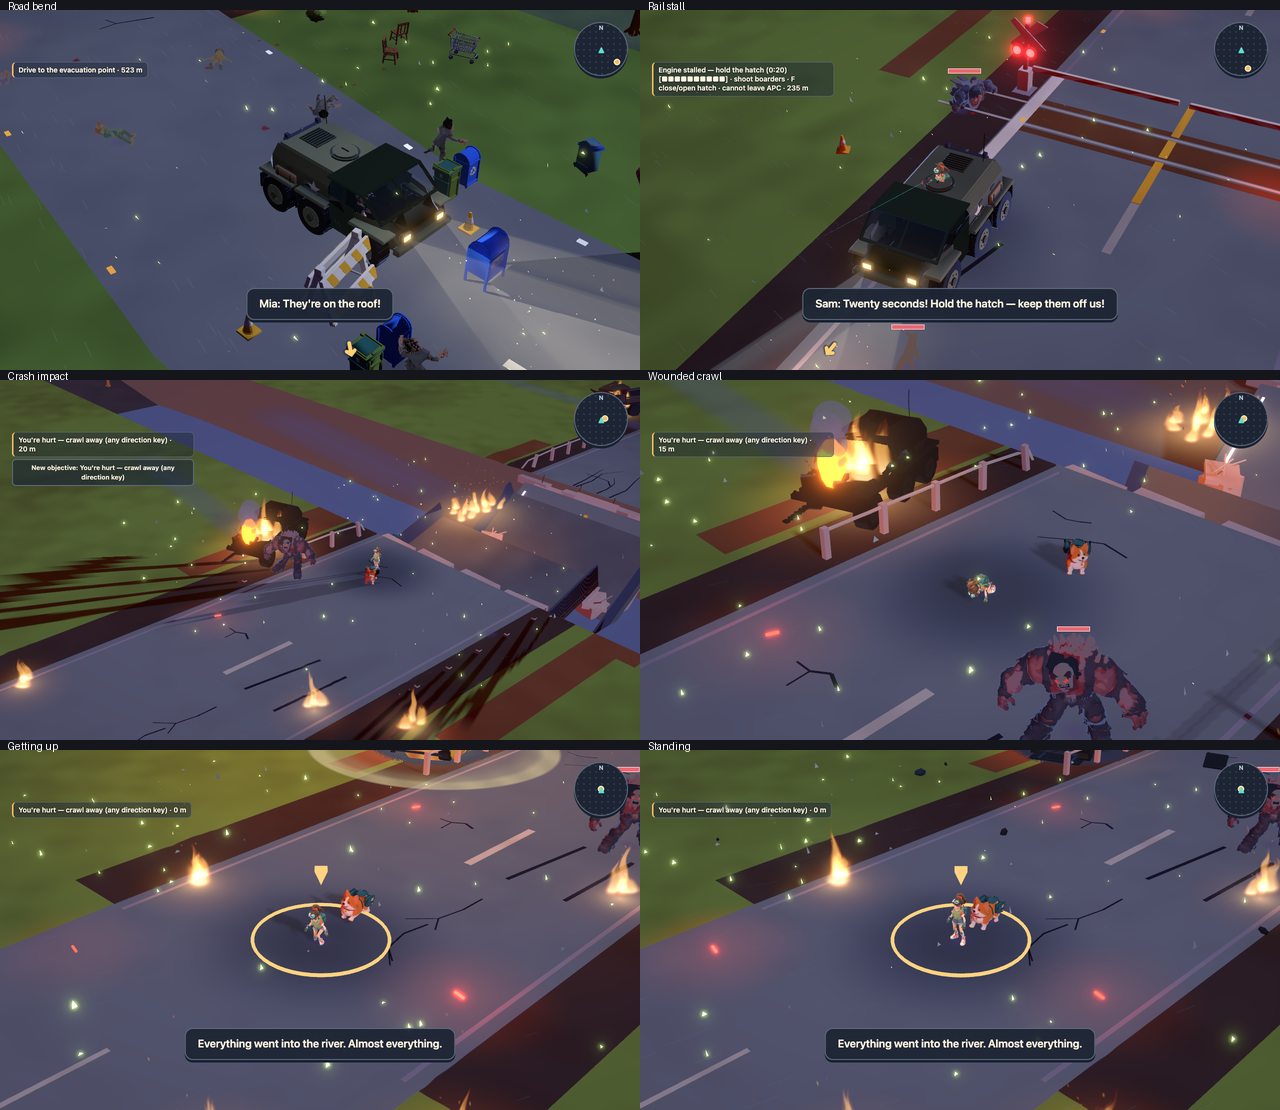 Road bend
N
Drive to the evacuation point · 523 m
Mia: They're on the roof!
Rail stall
N
Engine stalled — hold the hatch (0:20)
[■■■■■■■■■■] · shoot boarders · F
close/open hatch · cannot leave APC · 235 m
Sam: Twenty seconds! Hold the hatch — keep them off us!
Crash impact
N
You're hurt — crawl away (any direction key) ·
20 m
New objective: You're hurt — crawl away (any
direction key)
Wounded crawl
N
You're hurt — crawl away (any direction key) ·
15 m
Getting up
N
You're hurt — crawl away (any direction key) · 0 m
Everything went into the river. Almost everything.
Standing
N
You're hurt — crawl away (any direction key) · 0 m
Everything went into the river. Almost everything.